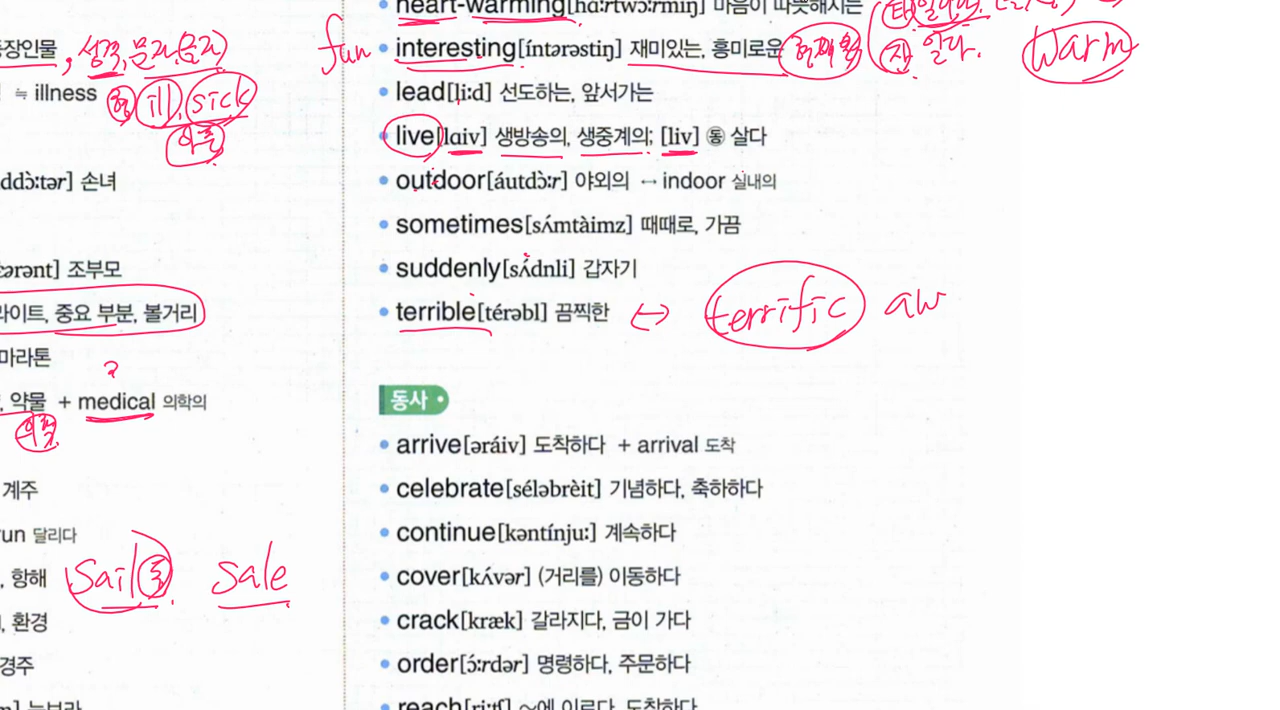 heart-warming[hɑ́ːrtwɔ̀ːrmiŋ] 마음이 따뜻해지는
등장인물, 성격, 문자(글자)
fun
interesting[íntərəstiŋ] 재미있는, 흥미로운
알다.
warm
≒ illness
형 ill, sick
아픈
lead[liːd] 선도하는, 앞서가는
live[laiv] 생방송의, 생중계의; [liv] 동 살다
ddɔ̀ːtər] 손녀
outdoor[áutdɔ̀ːr] 야외의 ↔ indoor 실내의
sometimes[sʌ́mtàimz] 때때로, 가끔
ɛ̀ərənt] 조부모
suddenly[sʌ́dnli] 갑자기
라이트, 중요 부분, 볼거리
terrible[térəbl] 끔찍한 ↔ terrific aw
마라톤
, 약물 + medical 의학의
동사
arrive[əráiv] 도착하다 + arrival 도착
계주
celebrate[séləbrèit] 기념하다, 축하하다
run 달리다
continue[kəntínjuː] 계속하다
, 항해 sail sale
cover[kʌ́vər] (거리를) 이동하다
, 환경
crack[kræk] 갈라지다, 금이 가다
경주
order[ɔ́ːrdər] 명령하다, 주문하다
reach[riːtʃ] ~에 이르다, 도착하다